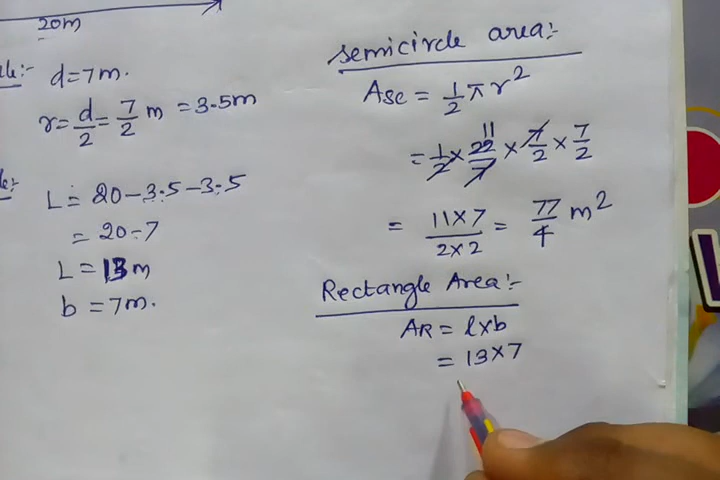 20m
d=7m.
r=d/2=7/2 m =3.5m
L= 20-3.5-3.5
= 20-7
L= 13m
b = 7m.
semicircle area:-
Asc = 1/2 π r²
= 1/2 × 22/7 × 7/2 × 7/2
11
= 11×7/2×2 = 77/4 m²
Rectangle Area:-
AR = l×b
= 13×7